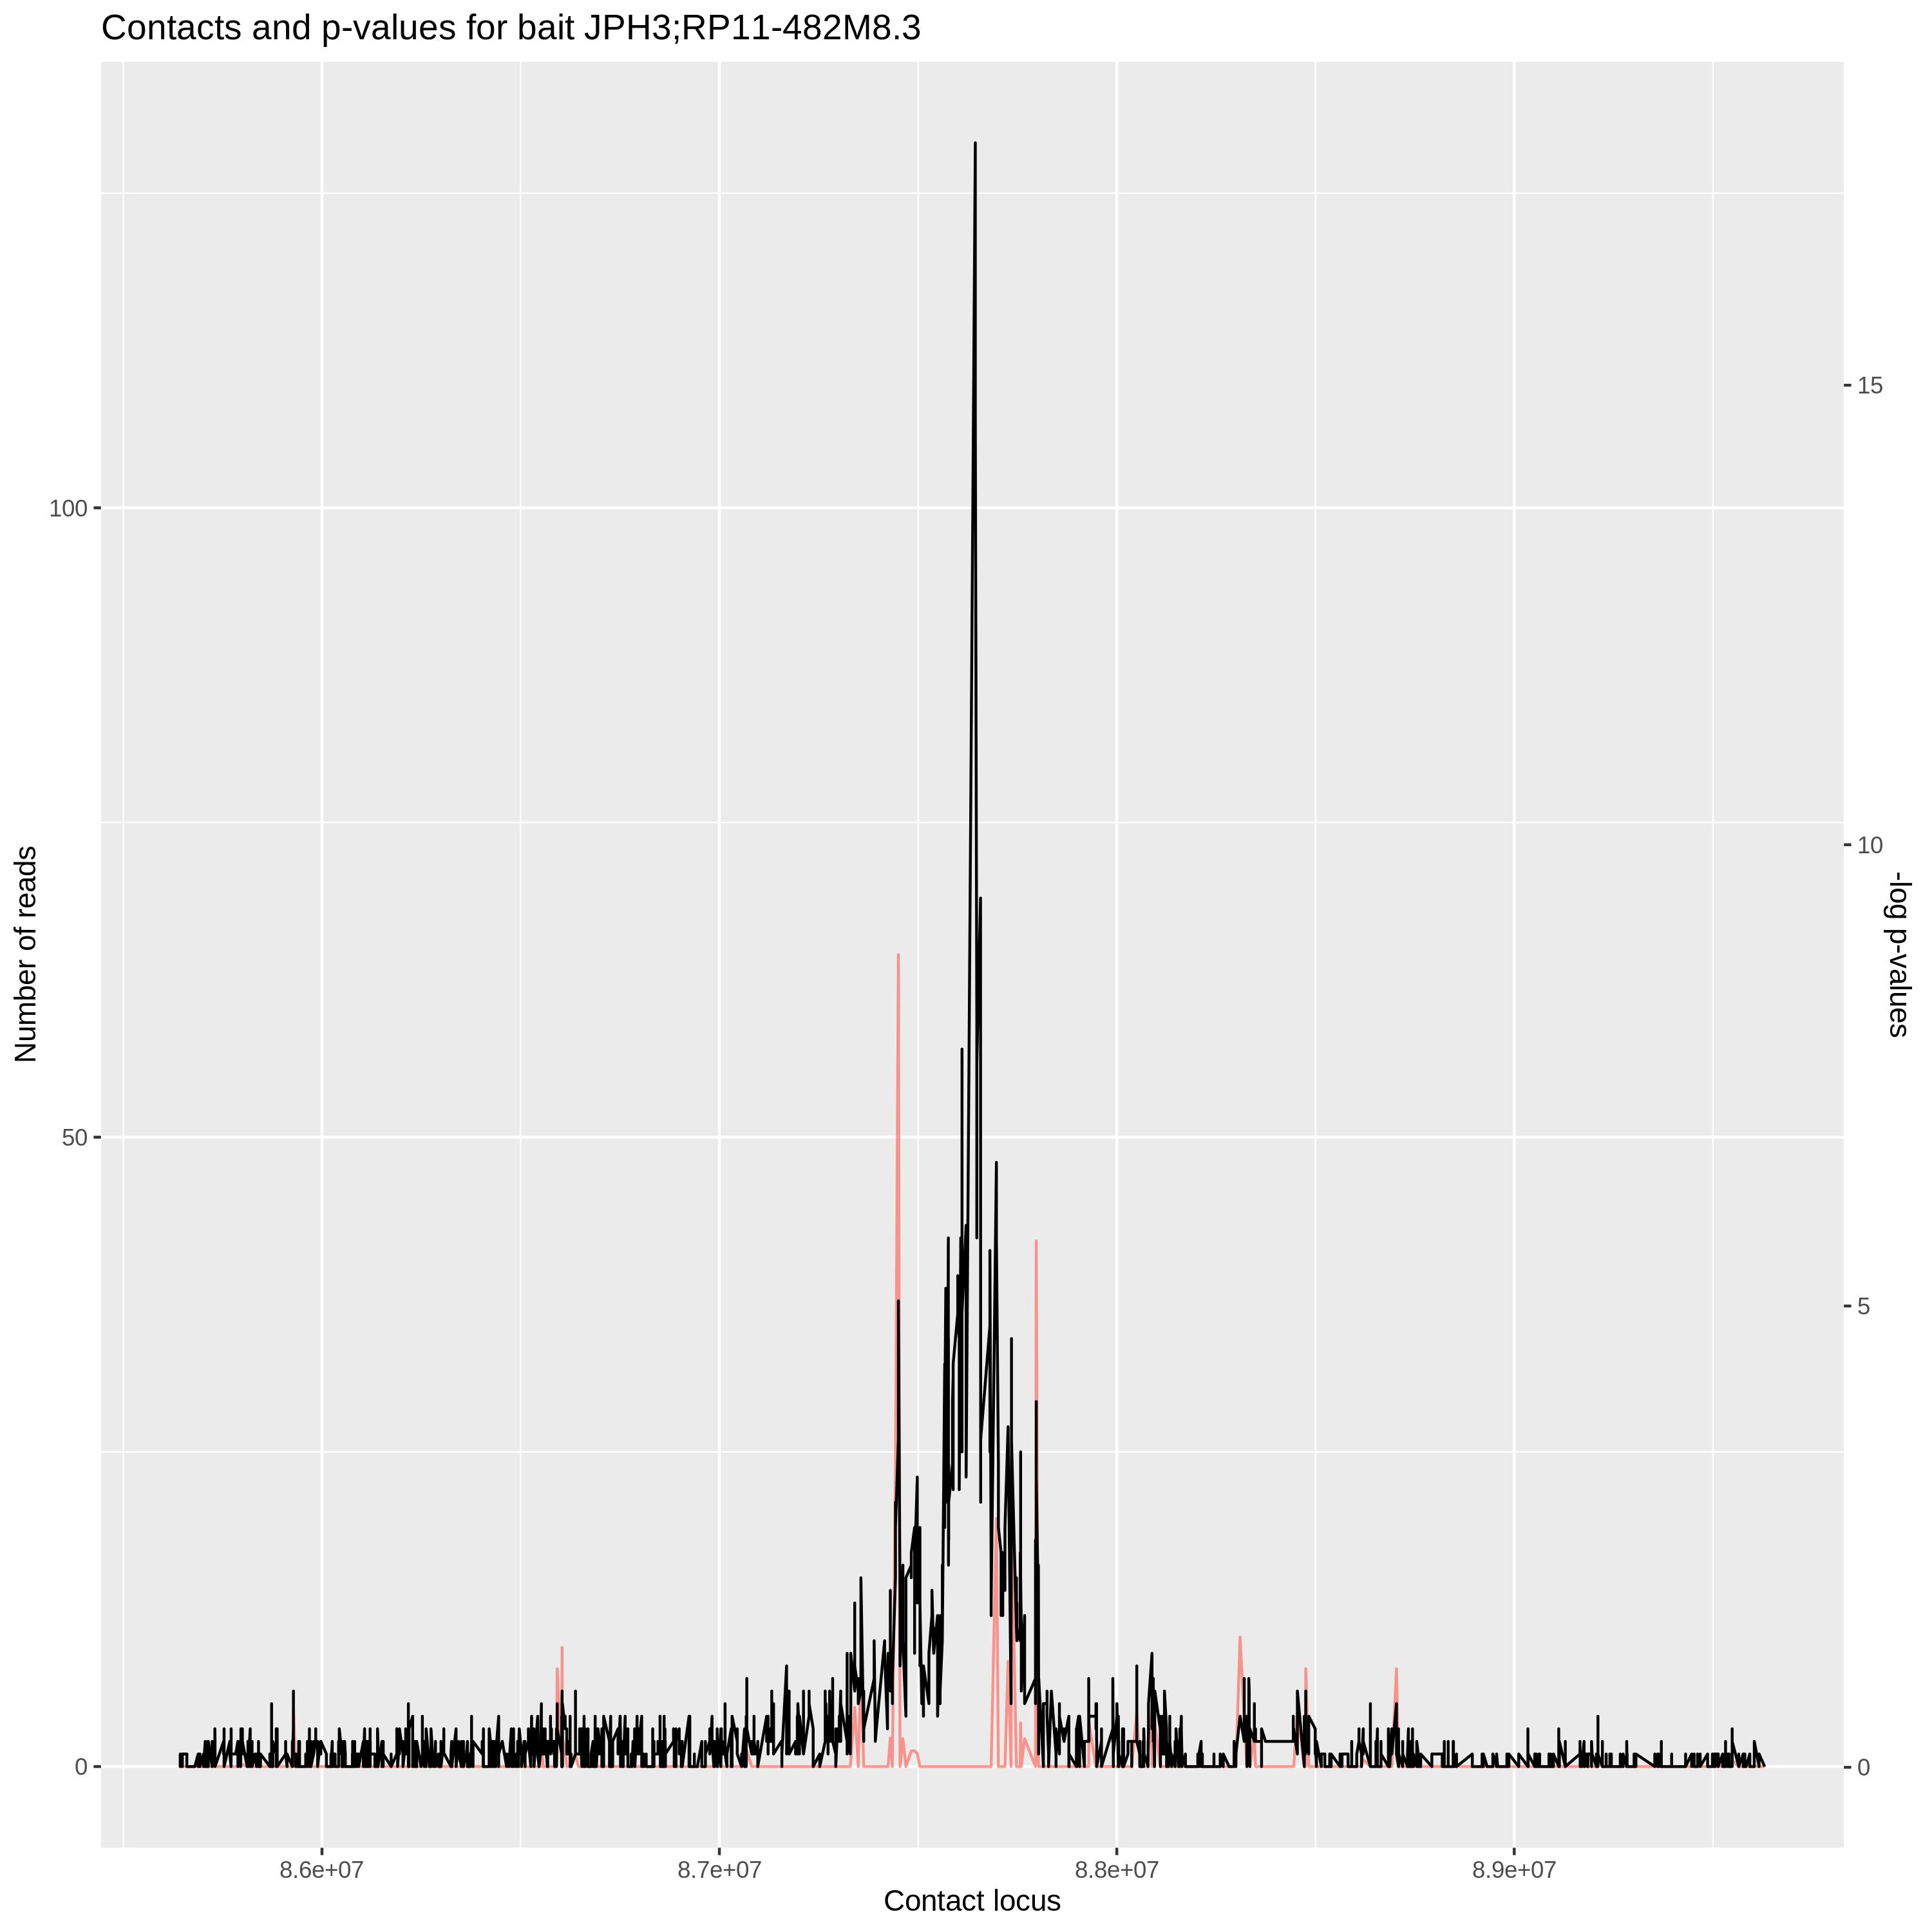 Contacts and p-values for bait JPH3;RP11-482M8.3
100
50
0
Number of reads
15
10
5
0
-log p-values
8.6e+07
8.7e+07
8.8e+07
8.9e+07
Contact locus